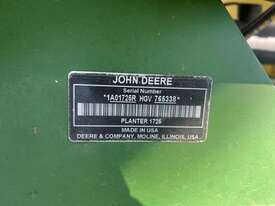 JOHN DEERE
Serial Number
*1A01725R HGV 765338*
PLANTER 1725
MADE IN USA
DEERE & COMPANY, MOLINE, ILLINOIS, USA